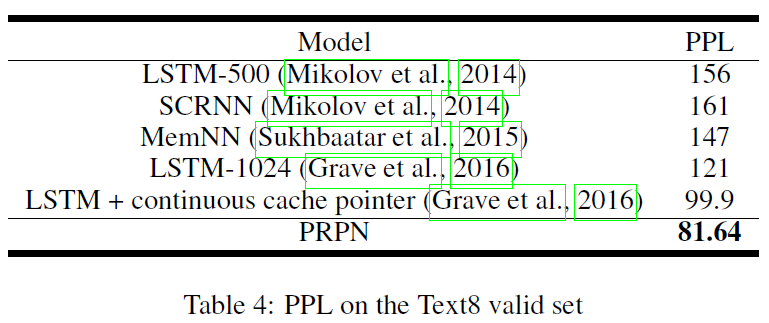 Model PPL
LSTM-500 (Mikolov et al., 2014) 156
SCRNN (Mikolov et al., 2014) 161
MemNN (Sukhbaatar et al., 2015) 147
LSTM-1024 (Grave et al., 2016) 121
LSTM + continuous cache pointer (Grave et al., 2016) 99.9
PRPN 81.64
Table 4: PPL on the Text8 valid set